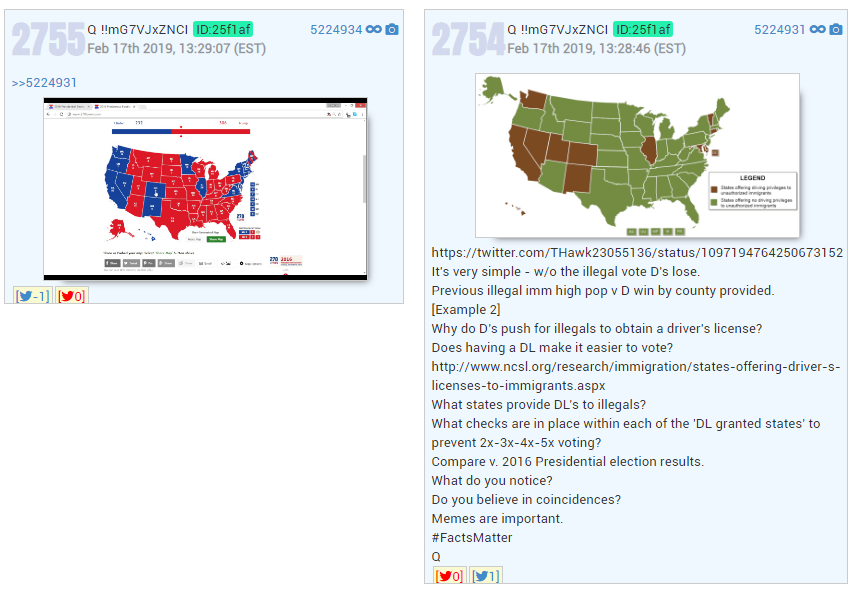 2755
Q !!mG7VJxZNCI ID:25f1af
5224934
Feb 17th 2019, 13:29:07 (EST)
>>5224931
232
306
278
2016
[-1] [0]
2754
Q !!mG7VJxZNCI ID:25f1af
5224931
Feb 17th 2019, 13:28:46 (EST)
LEGEND
States offering driving privileges to
unauthorized immigrants
States offering no driving privileges
to unauthorized immigrants
https://twitter.com/THawk23055136/status/1097194764250673152
It's very simple - w/o the illegal vote D's lose.
Previous illegal imm high pop v D win by county provided.
[Example 2]
Why do D's push for illegals to obtain a driver's license?
Does having a DL make it easier to vote?
http://www.ncsl.org/research/immigration/states-offering-driver-s-
licenses-to-immigrants.aspx
What states provide DL's to illegals?
What checks are in place within each of the 'DL granted states' to
prevent 2x-3x-4x-5x voting?
Compare v. 2016 Presidential election results.
What do you notice?
Do you believe in coincidences?
Memes are important.
#FactsMatter
Q
[0] [1]